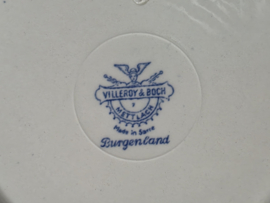 VILLEROY & BOCH
METTLACH
Made in Saar
Burgenland